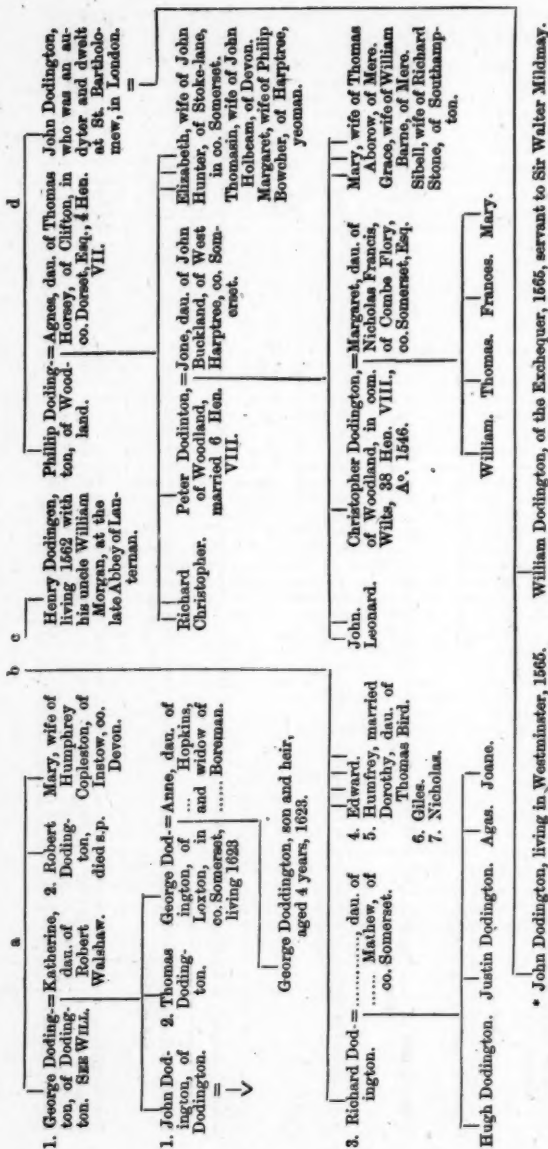 a
b
c
d
1. George Doding-
ton, of Doding-
ton. SEE WILL.
=Katherine,
dau. of
Robert
Walshaw.
2. Robert
Doding-
ton,
died s.p.
Mary, wife of
Humphrey
Copleston, of
Instow, co.
Devon.
1. John Dod-
ington, of
Dodington.
=
2. Thomas
Doding-
ton.
George Dod-
ington, of
Loxton, in
co. Somerset,
living 1623
=Anne, dau. of
... Hopkins,
and widow of
........ Boreman.
George Doddington, son and heir,
aged 4 years, 1623.
3. Richard Dod-
ington.
=................, dau. of
........ Mathew, of
co. Somerset.
4. Edward.
5. Humfrey, married
Dorothy, dau. of
Thomas Bird.
6. Giles.
7. Nicholas.
Hugh Dodington. Justin Dodington. Agas. Joane.
Henry Dodingen,
living 1562 with
his uncle William
Morgan, at the
late Abbey of Lan-
ternan.
Phillip Doding-
ton, of Wood-
land.
=Agnes, dau. of Thomas
Horsey, of Clifton, in
co. Dorset, Esq., 4 Hen.
VII.
John Dodington,
who was an au-
dytor and dwelt
at St. Bartholo-
mew, in London.
=
Richard
Christopher.
Peter Dodinton,
of Woodland,
married 6 Hen.
VIII.
=Jone, dau. of John
Buckland, of West
Harptree, co. Som-
erset.
Elizabeth, wife of John
Hunter, of Stoke-lane,
in co. Somerset.
Thomasin, wife of John
Holbeam, of Devon.
Margaret, wife of Philip
Bowcher, of Harptree,
yeoman.
John.
Leonard.
Christopher Dodington,
of Woodland, in com.
Wilts, 38 Hen. VIII.,
Aº. 1546.
=Margaret, dau. of
Nicholas Francis,
of Combe Flory,
co. Somerset, Esq.
Mary, wife of Thomas
Aborow, of Mere.
Grace, wife of William
Barne, of Mere.
Sibell, wife of Richard
Stone, of Southamp-
ton.
William. Thomas. Frances. Mary.
* John Dodington, living in Westminster, 1565. William Dodington, of the Exchequer, 1565, servant to Sir Walter Mildmay.